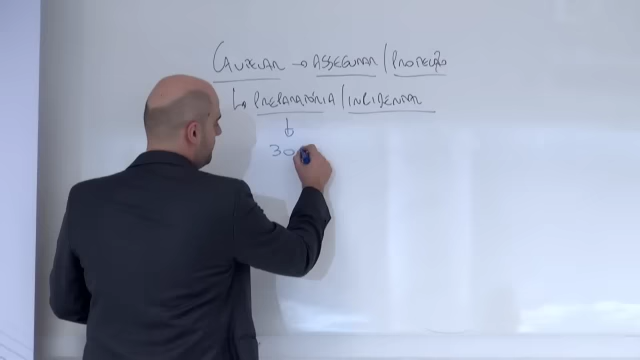 CAUTELAR → ASSEGURAR / PROTEÇÃO
↳ PREPARATÓRIA / INCIDENTAL
↓
30